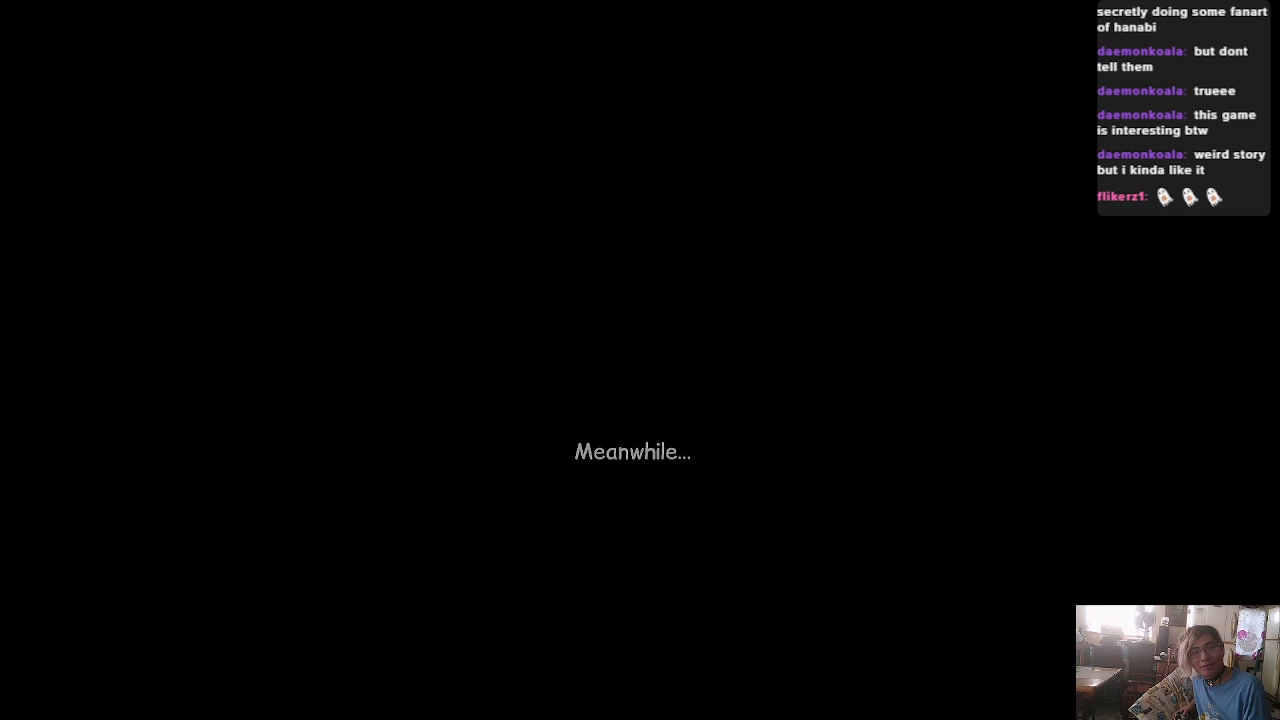 secretly doing some fanart
of hanabi
daemonkoala: but dont
tell them
daemonkoala: trueee
daemonkoala: this game
is interesting btw
daemonkoala: weird story
but i kinda like it
flikerz1:
Meanwhile...